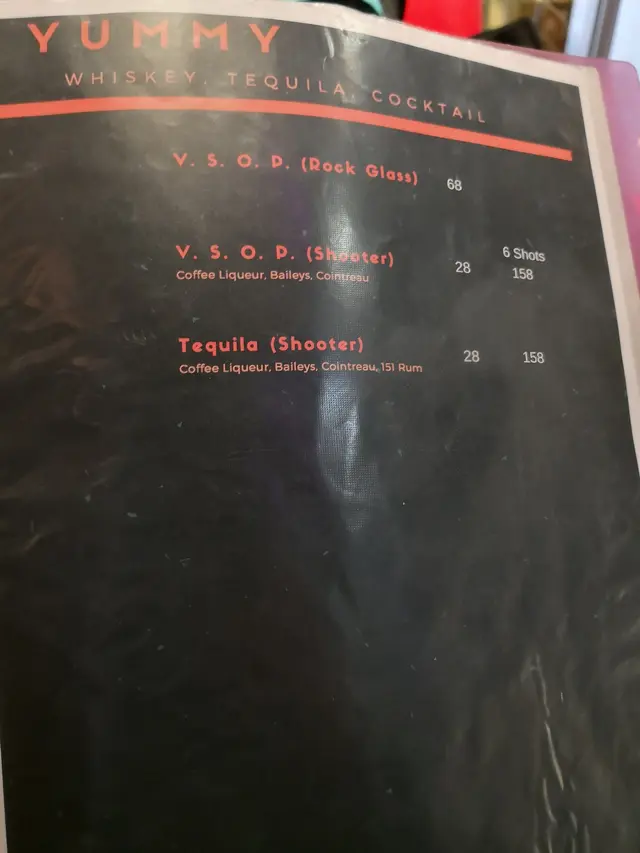 YUMMY
WHISKEY, TEQUILA, COCKTAIL
V. S. O. P. (Rock Glass) 68
6 Shots
V. S. O. P. (Shooter) 28 158
Coffee Liqueur, Baileys, Cointreau
Tequila (Shooter) 28 158
Coffee Liqueur, Baileys, Cointreau, 151 Rum